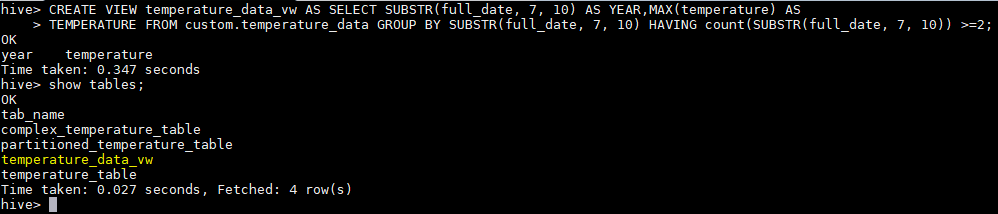 hive> CREATE VIEW temperature_data_vw AS SELECT SUBSTR(full_date, 7, 10) AS YEAR,MAX(temperature) AS
    > TEMPERATURE FROM custom.temperature_data GROUP BY SUBSTR(full_date, 7, 10) HAVING count(SUBSTR(full_date, 7, 10)) >=2;
OK
year    temperature
Time taken: 0.347 seconds
hive> show tables;
OK
tab_name
complex_temperature_table
partitioned_temperature_table
temperature_data_vw
temperature_table
Time taken: 0.027 seconds, Fetched: 4 row(s)
hive>